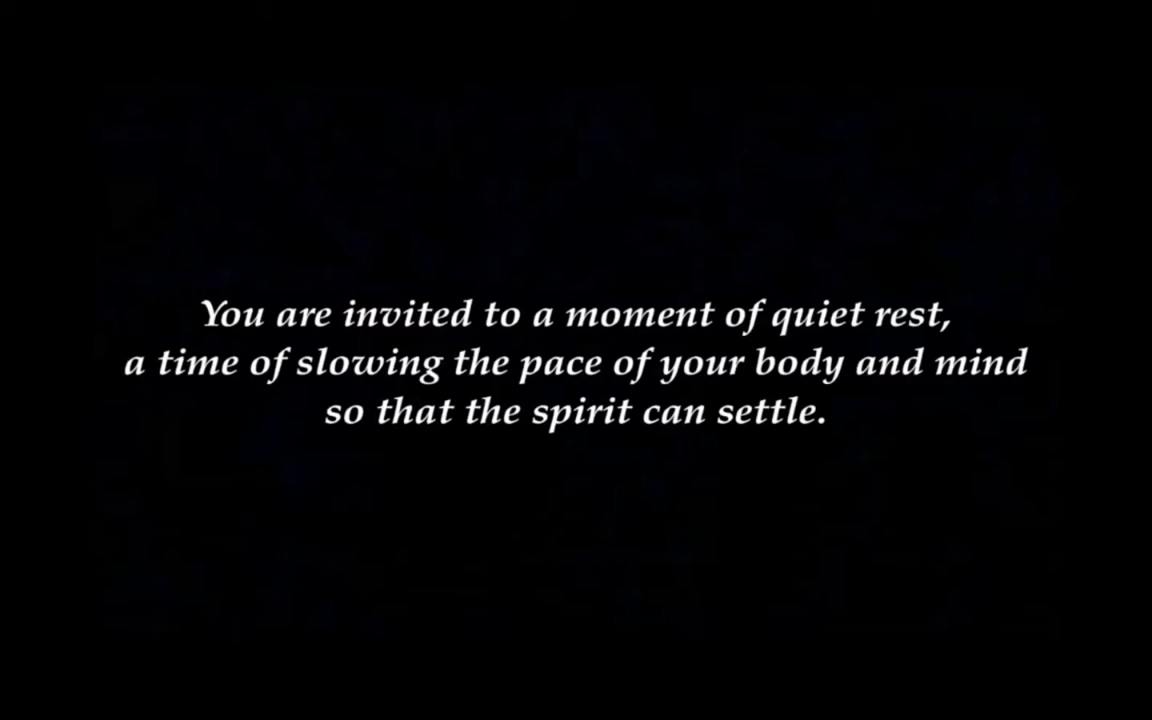 You are invited to a moment of quiet rest,
a time of slowing the pace of your body and mind
so that the spirit can settle.